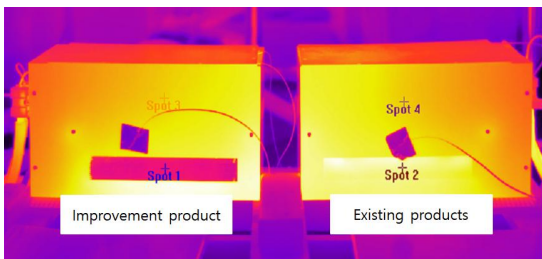 Spot 3
Spot 4
Spot 1
Spot 2
Improvement product
Existing products